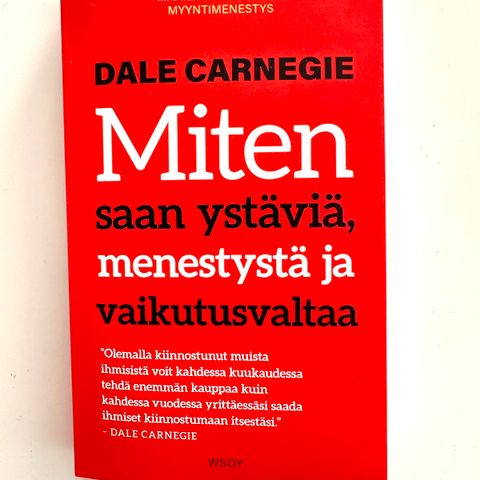 MYYNTIMENESTYS
DALE CARNEGIE
Miten
saan ystäviä,
menestystä ja
vaikutusvaltaa
"Olemalla kiinnostunut muista
ihmisistä voit kahdessa kuukaudessa
tehdä enemmän kauppaa kuin
kahdessa vuodessa yrittäessäsi saada
ihmiset kiinnostumaan itsestäsi."
- DALE CARNEGIE
WSOY